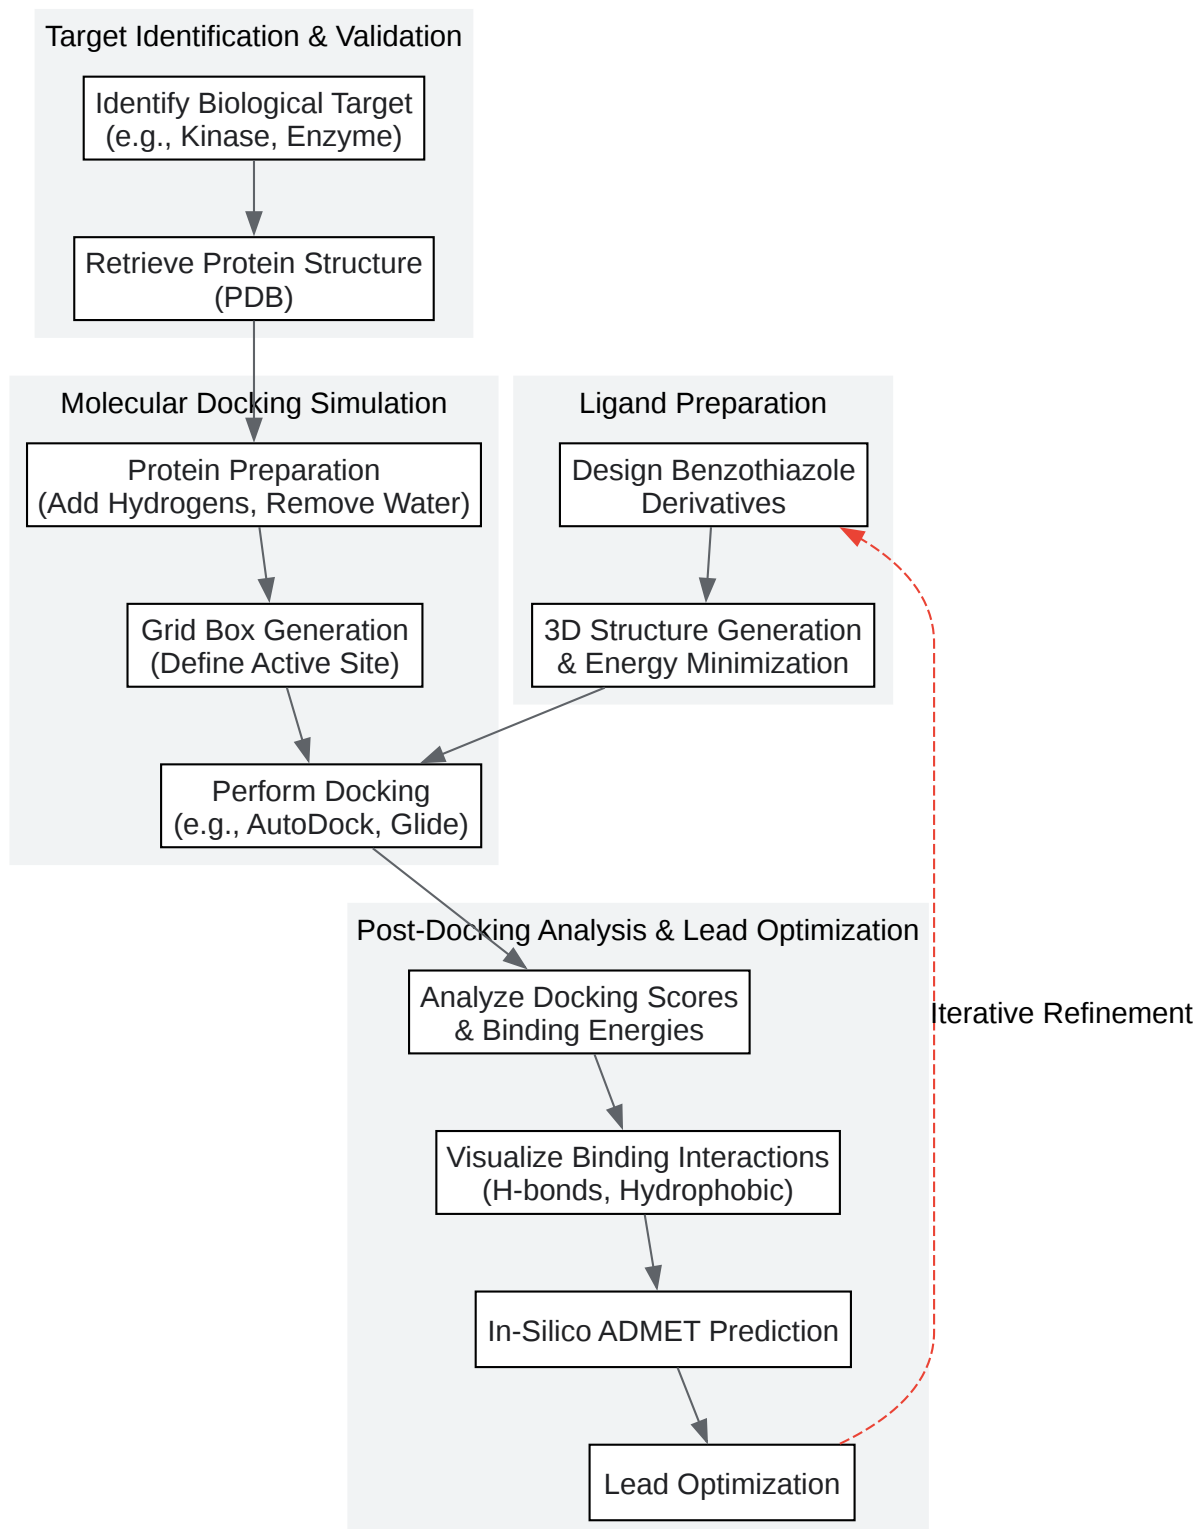 Target Identification & Validation
Identify Biological Target
(e.g., Kinase, Enzyme)
Retrieve Protein Structure
(PDB)
Molecular Docking Simulation
Protein Preparation
(Add Hydrogens, Remove Water)
Grid Box Generation
(Define Active Site)
Perform Docking
(e.g., AutoDock, Glide)
Ligand Preparation
Design Benzothiazole
Derivatives
3D Structure Generation
& Energy Minimization
Post-Docking Analysis & Lead Optimization
Analyze Docking Scores
& Binding Energies
Visualize Binding Interactions
(H-bonds, Hydrophobic)
In-Silico ADMET Prediction
Lead Optimization
Iterative Refinement